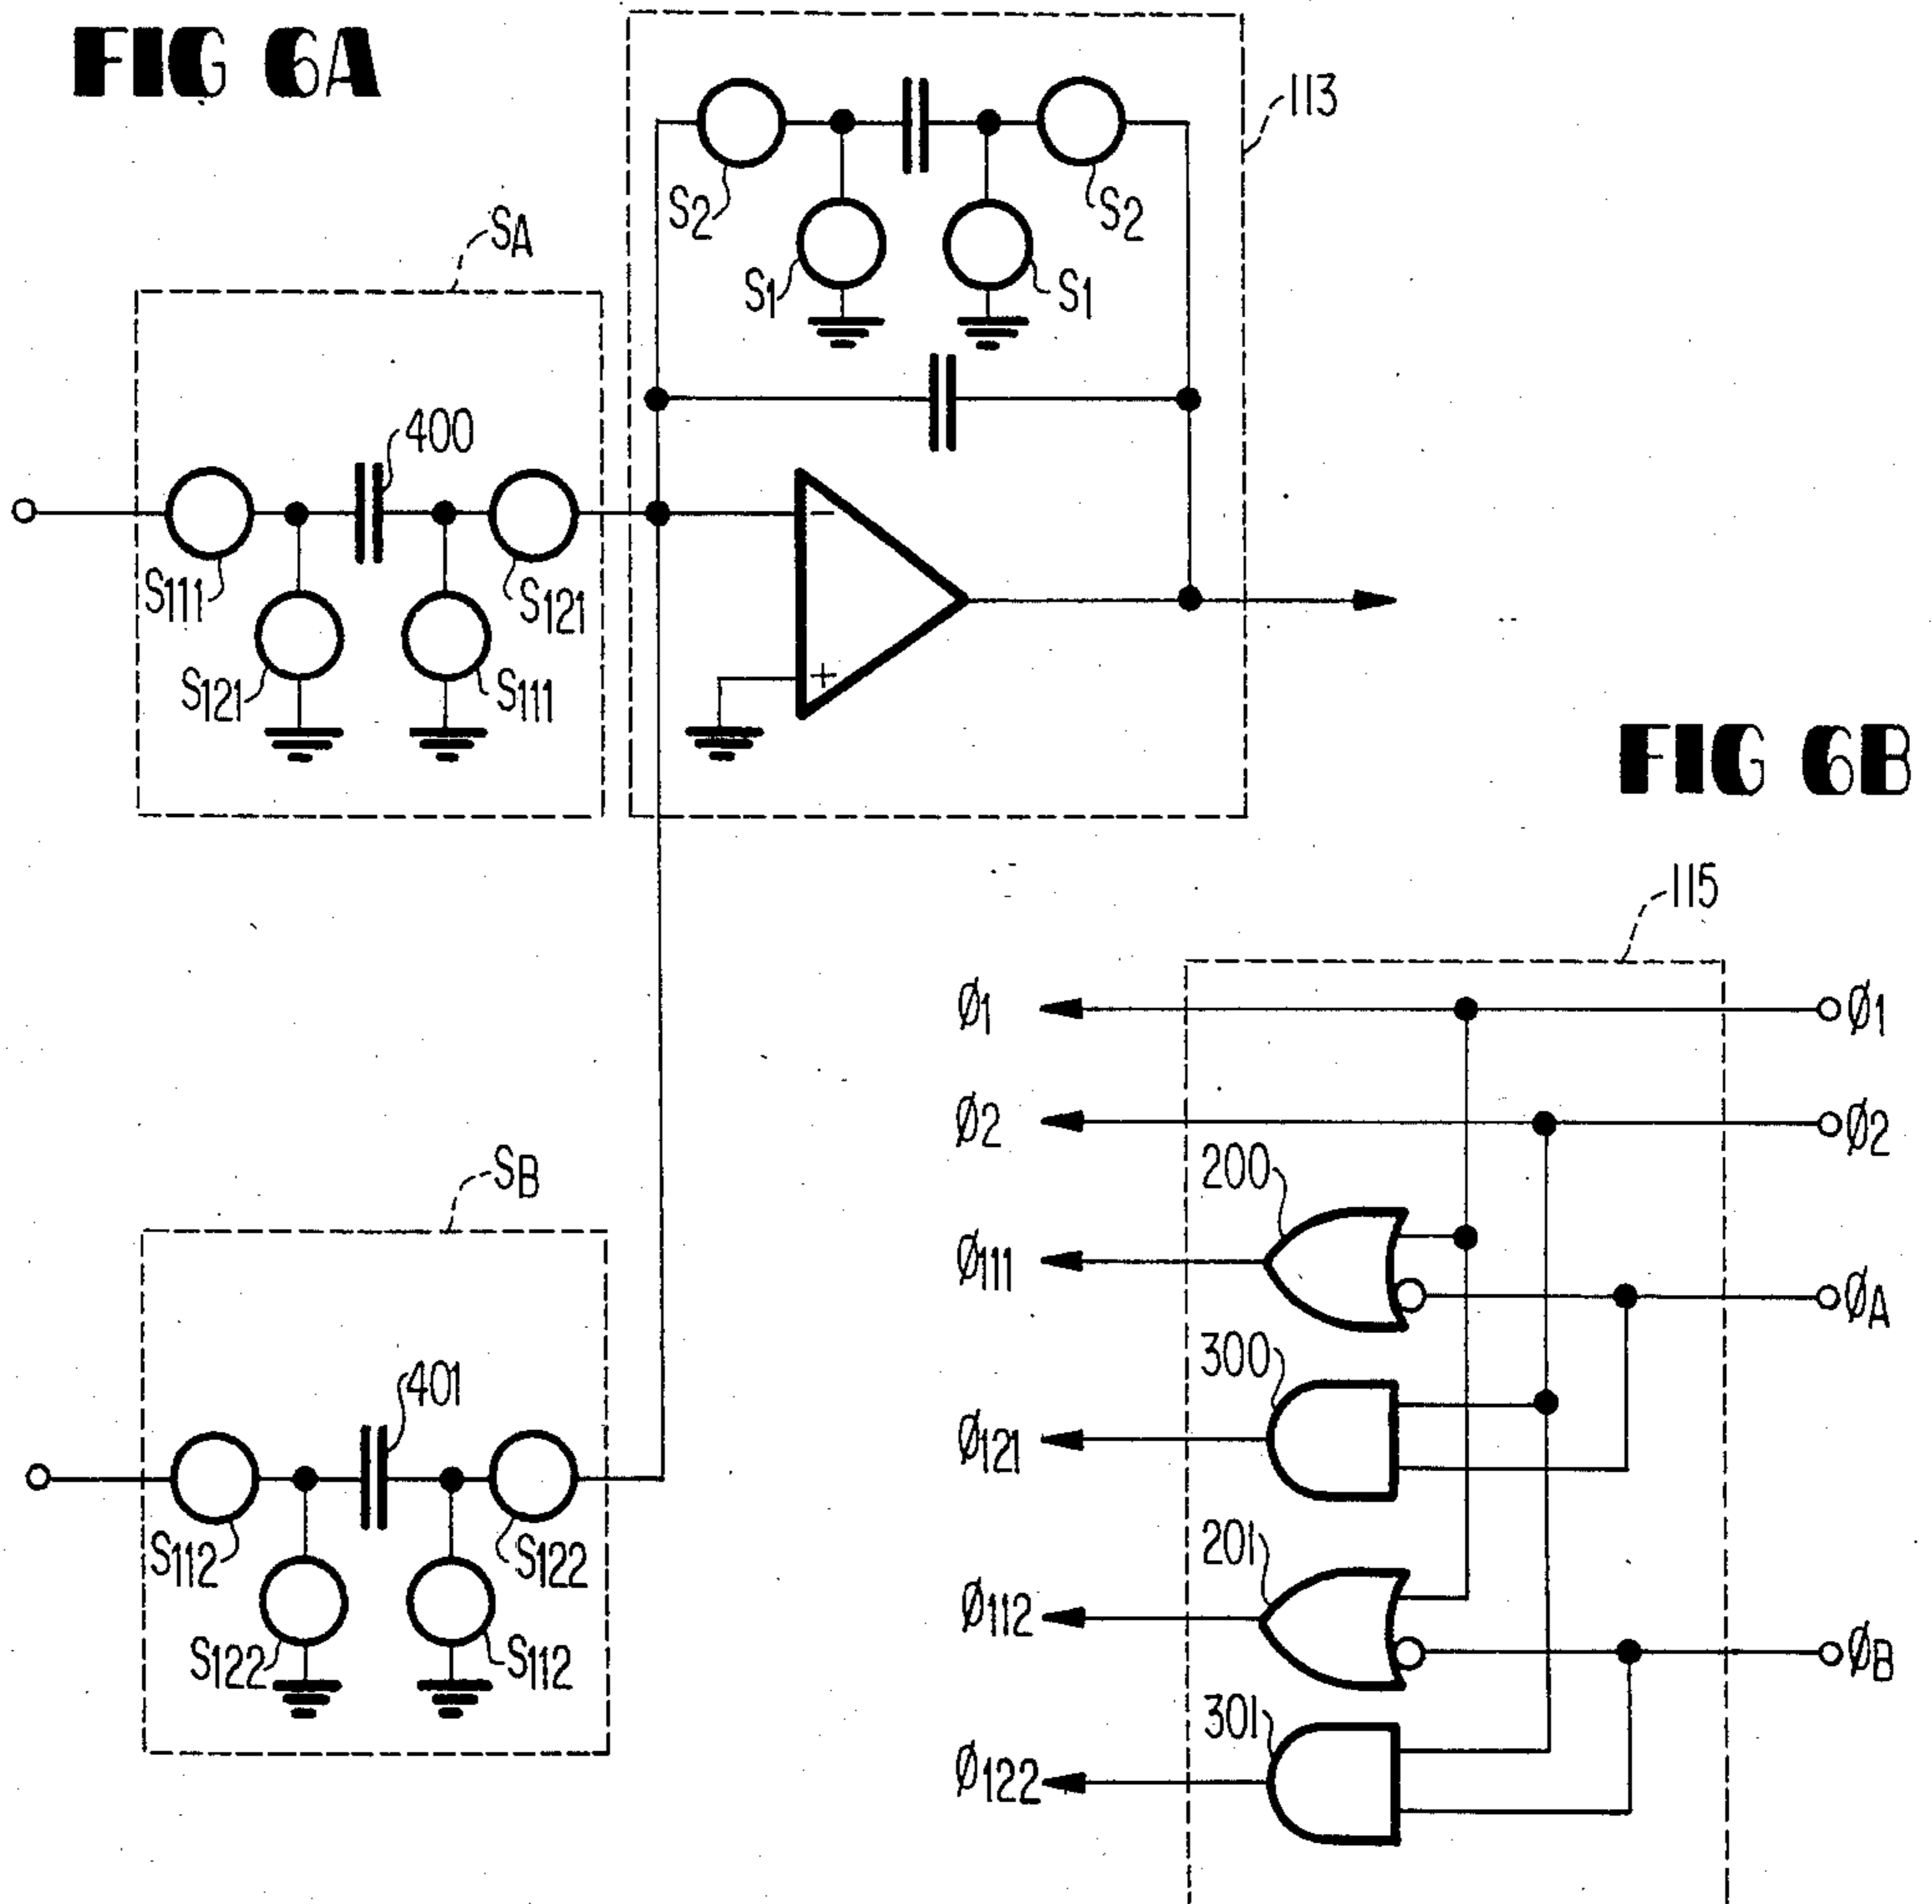 FIG 6A
113
S2
S2
S1
S1
SA
400
S111
S121
S121
S111
−
+
FIG 6B
115
Ø1
Ø1
Ø2
Ø2
200
Ø111
ØA
300
Ø121
201
Ø112
ØB
301
Ø122
SB
401
S112
S122
S122
S112